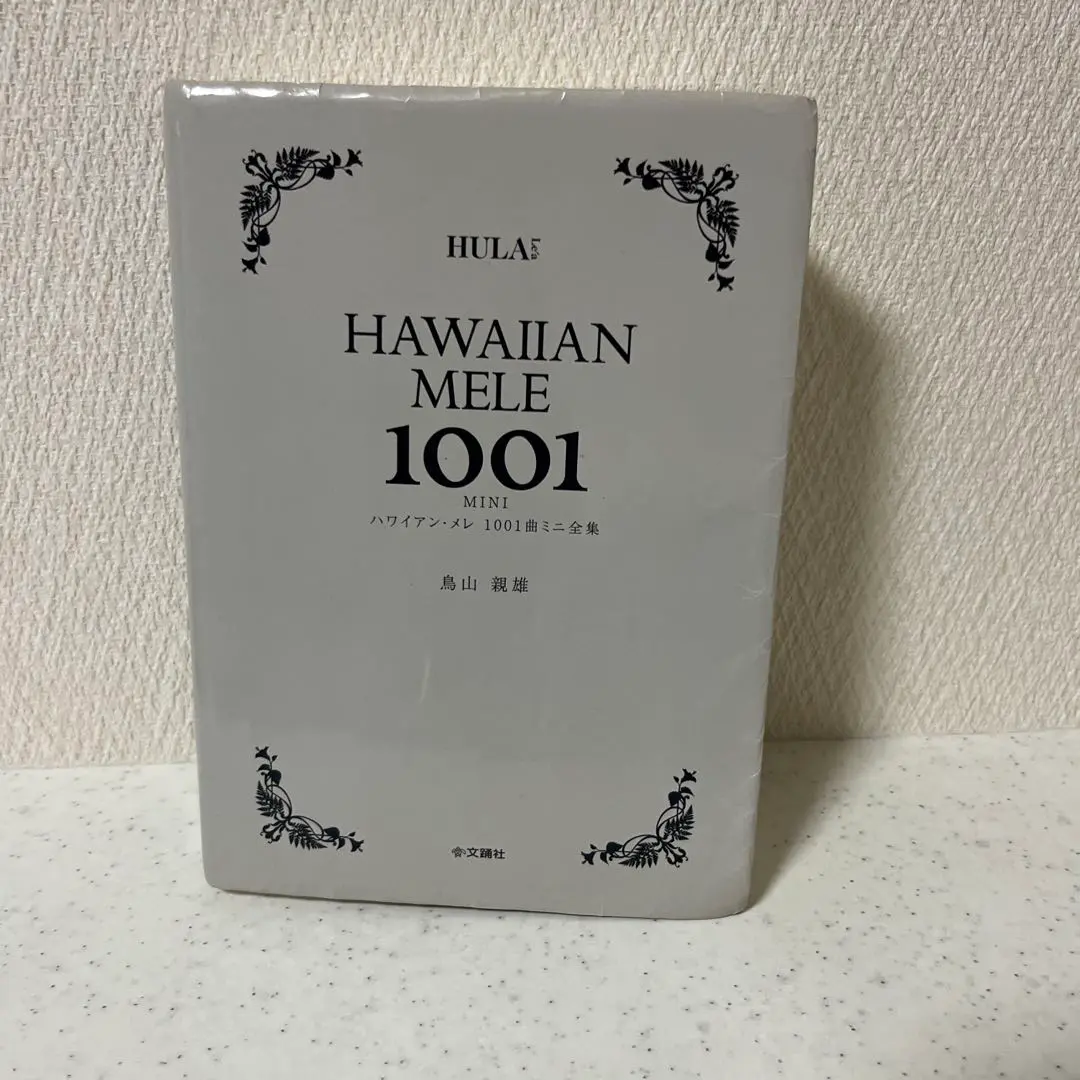 HULA Le'a
HAWAIIAN
MELE
1001
MINI
ハワイアン・メレ 1001曲ミニ全集
鳥山 親雄
文踊社